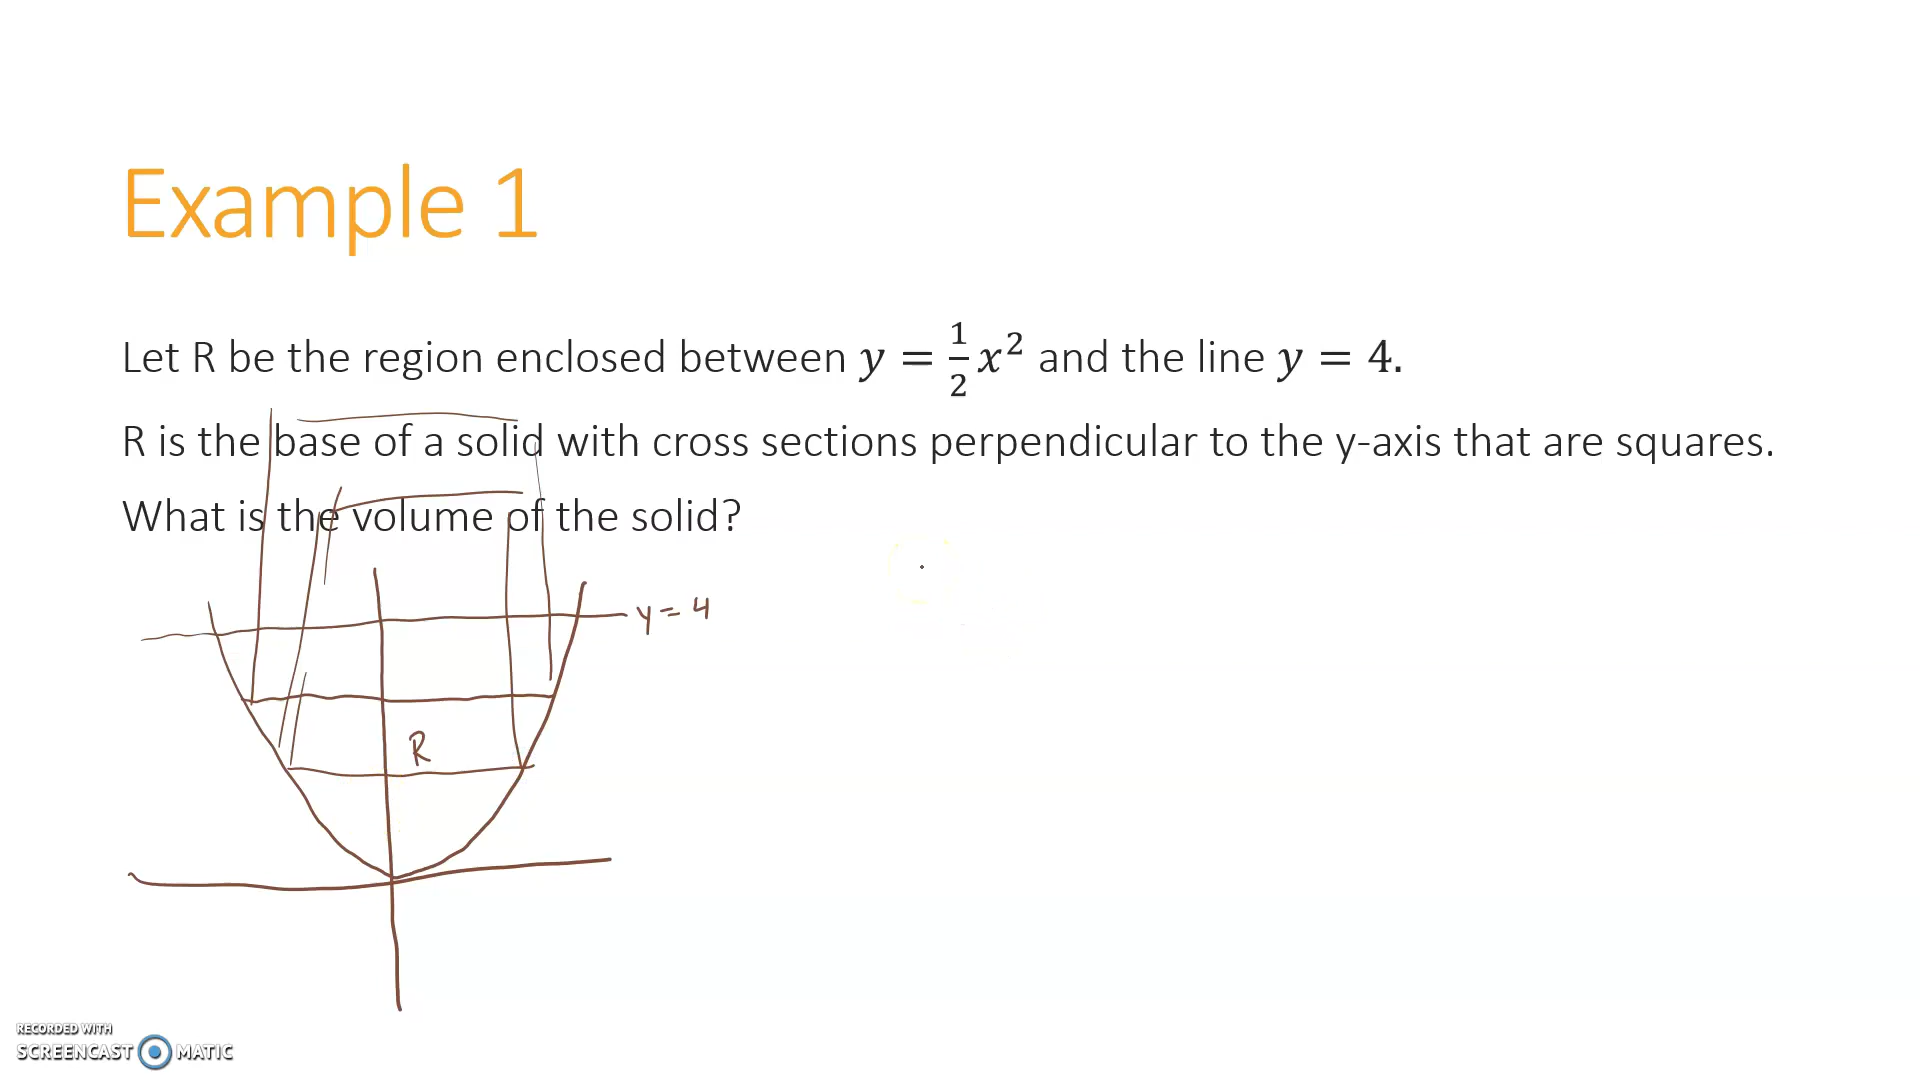 Example 1
Let R be the region enclosed between y = 1/2 x² and the line y = 4.
R is the base of a solid with cross sections perpendicular to the y-axis that are squares.
What is the volume of the solid?
y = 4
R
RECORDED WITH
SCREENCAST MATIC